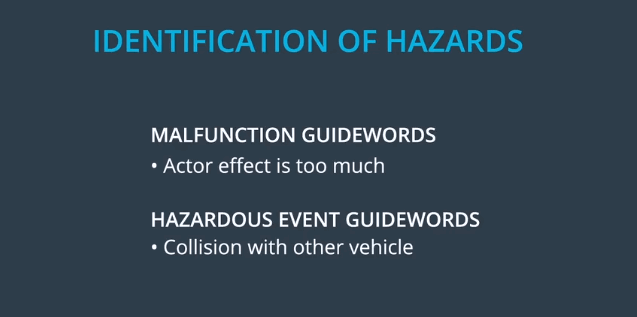 IDENTIFICATION OF HAZARDS
MALFUNCTION GUIDEWORDS
• Actor effect is too much
HAZARDOUS EVENT GUIDEWORDS
• Collision with other vehicle